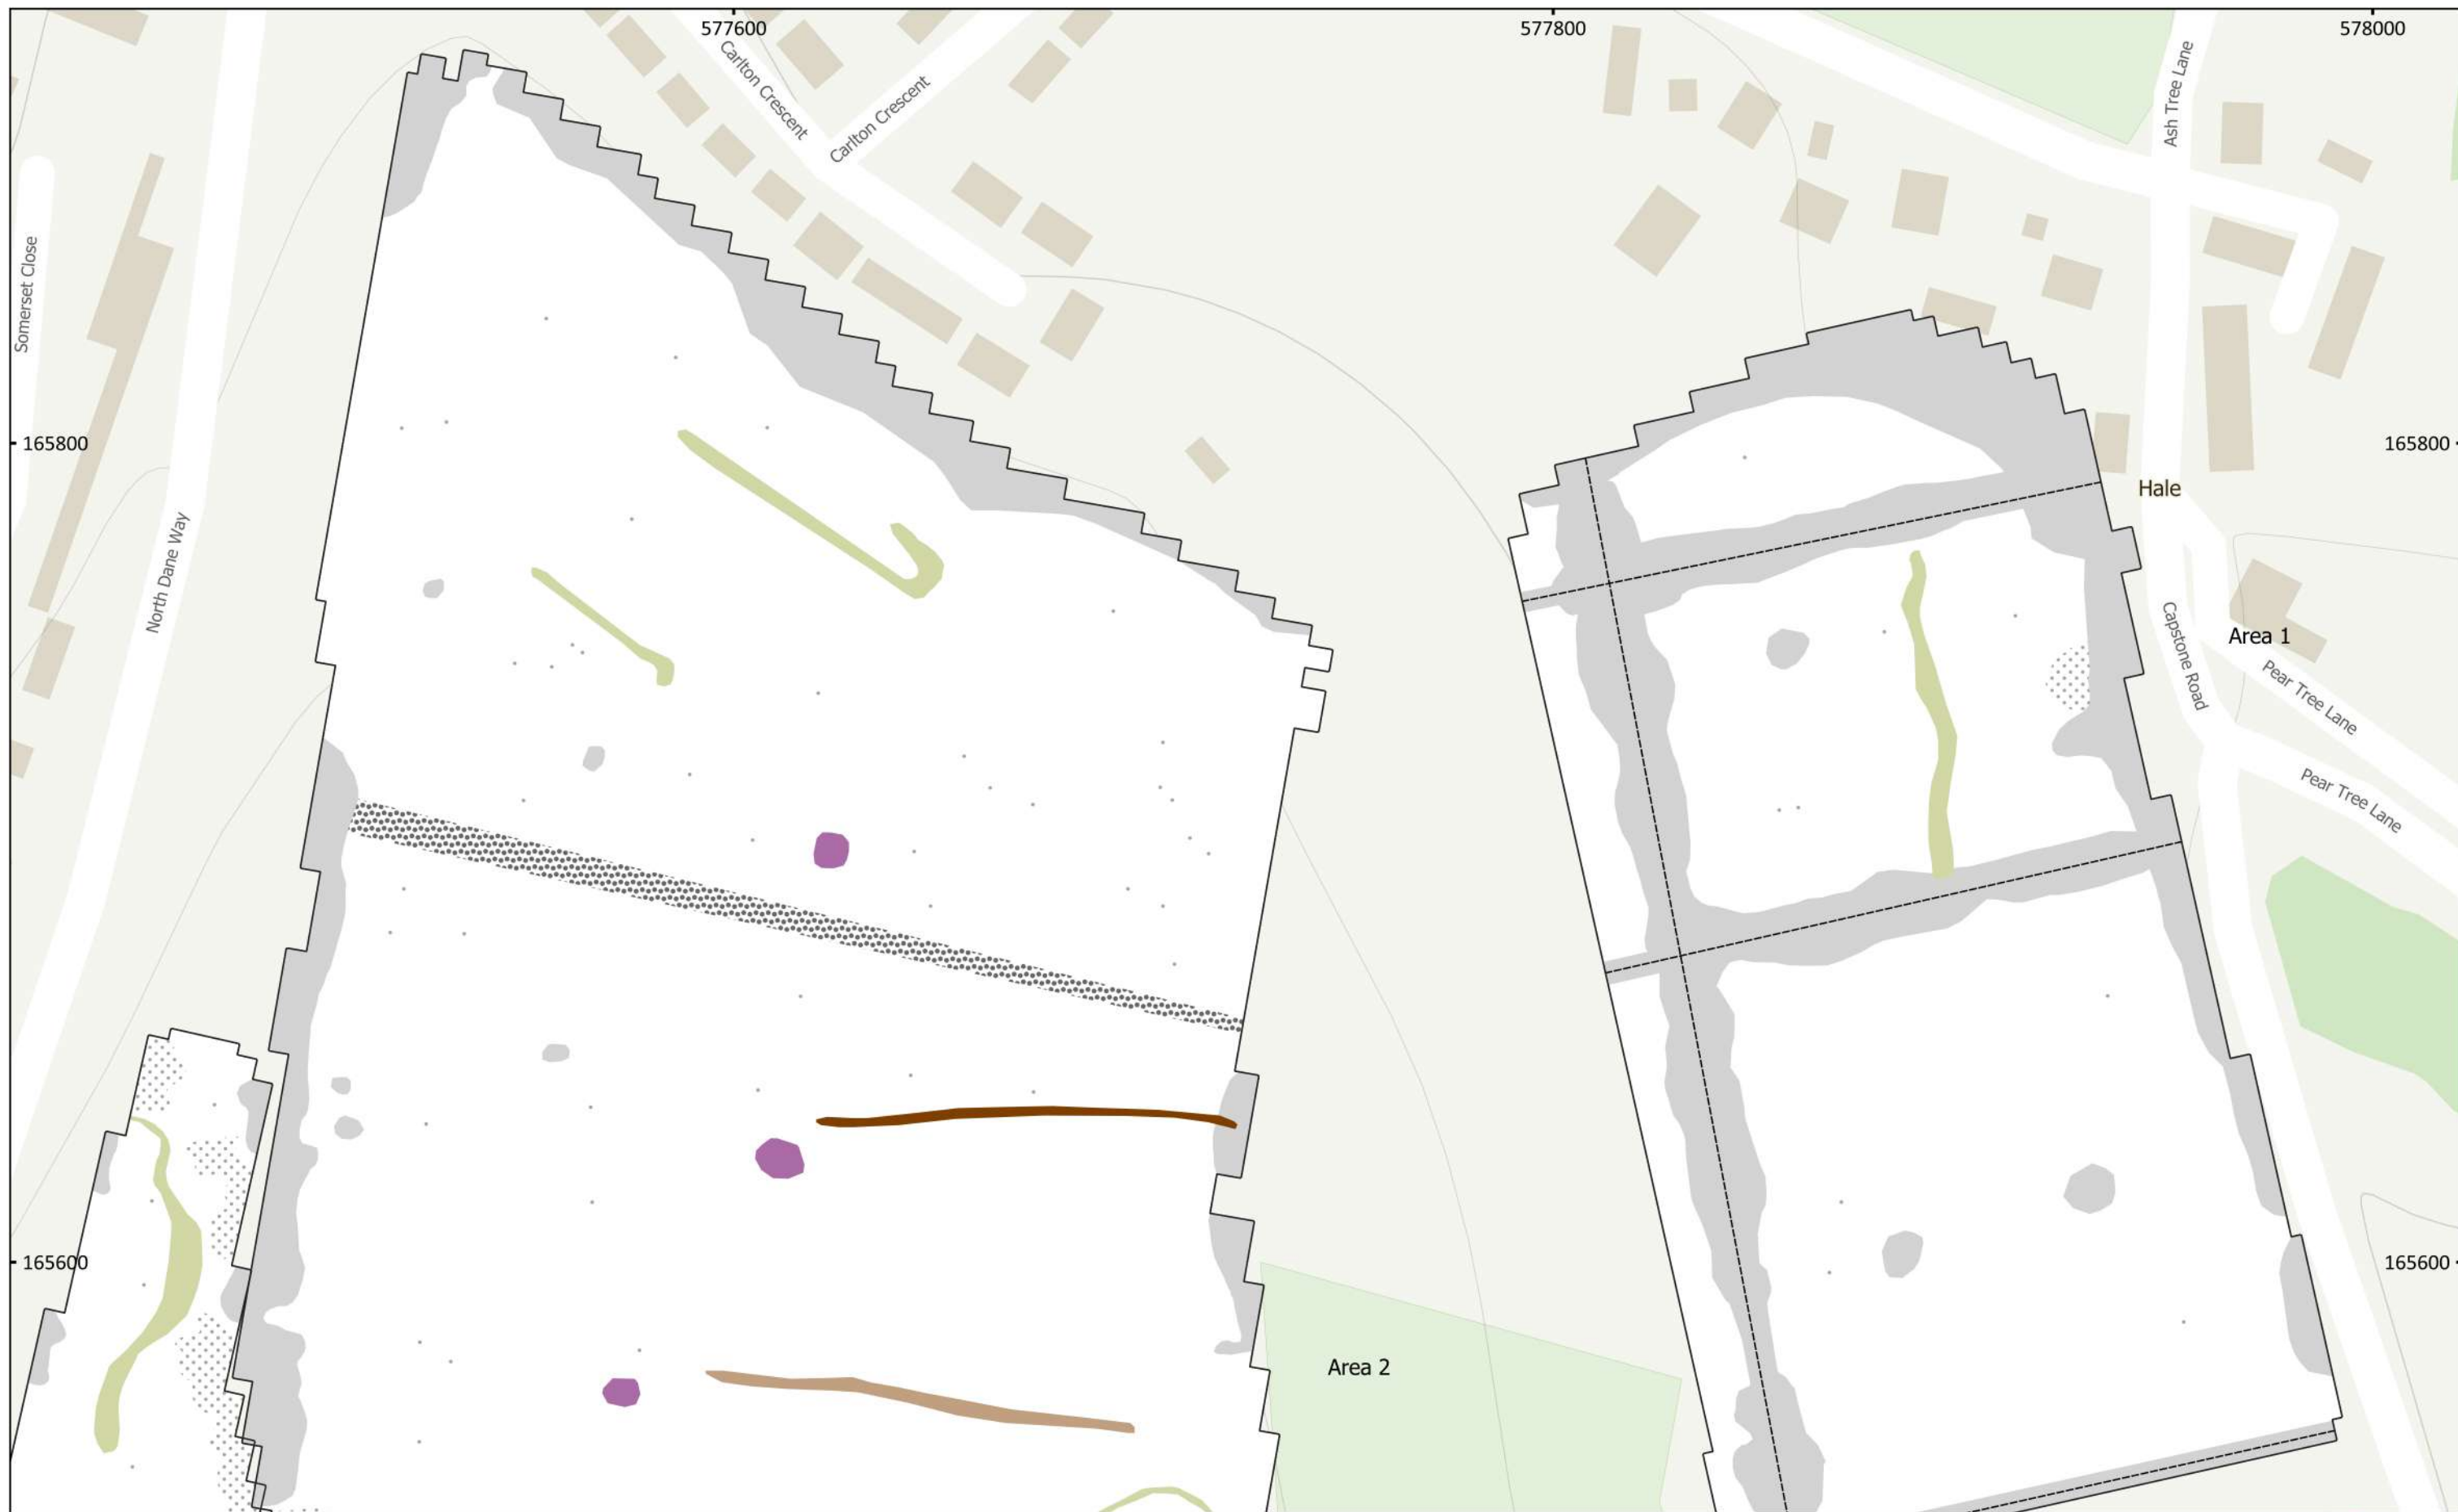 577600
577800
578000
Carlton Crescent
Carlton Crescent
Ash Tree Lane
Somerset Close
165800
165800
Hale
North Dane Way
Capstone Road
Area 1
Pear Tree Lane
Pear Tree Lane
165600
165600
Area 2